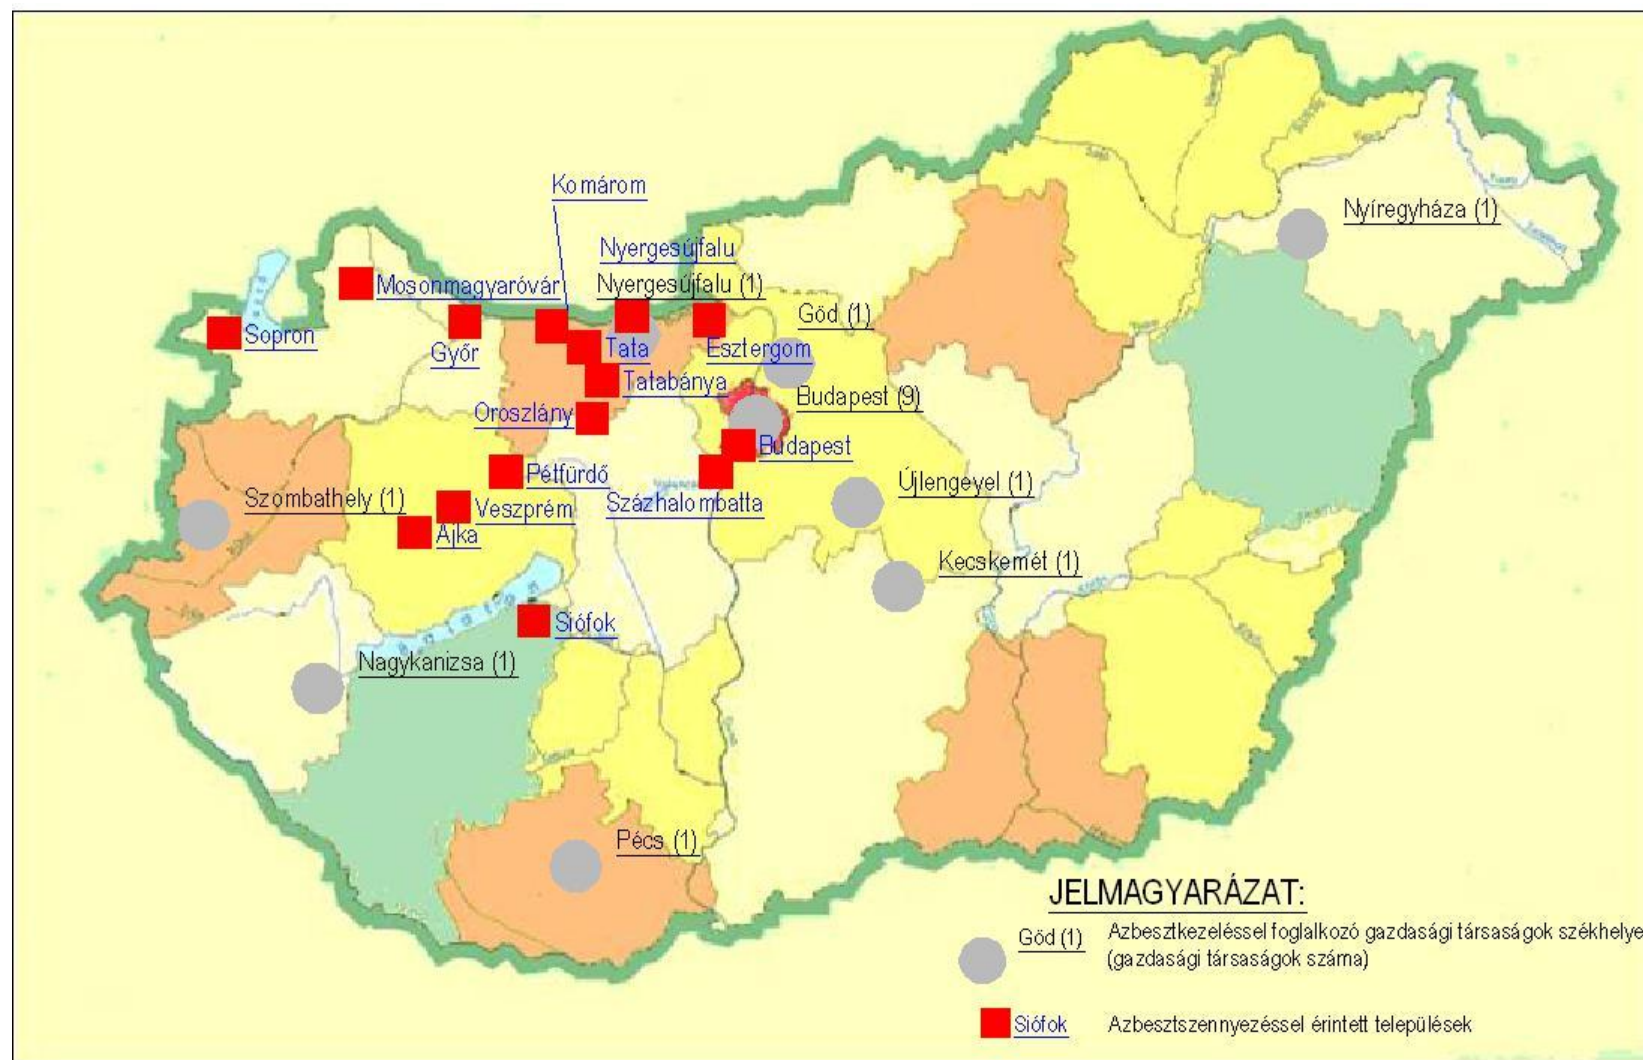 Komárom
Nyíregyháza (1)
Nyergesújfalu
Nyergesújfalu (1)
Mosonmagyaróvár
Göd (1)
Sopron
Győr
Tata
Esztergom
Tatabánya
Budapest (9)
Oroszlány
Budapest
Pétfürdő
Újlengyel (1)
Szombathely (1)
Veszprém
Százhalombatta
Ajka
Kecskemét (1)
Siófok
Nagykanizsa (1)
Pécs (1)
JELMAGYARÁZAT:
Göd (1)
Azbesztkezeléssel foglalkozó gazdasági társaságok székhelye
(gazdasági társaságok száma)
Siófok
Azbesztszennyezéssel érintett települések